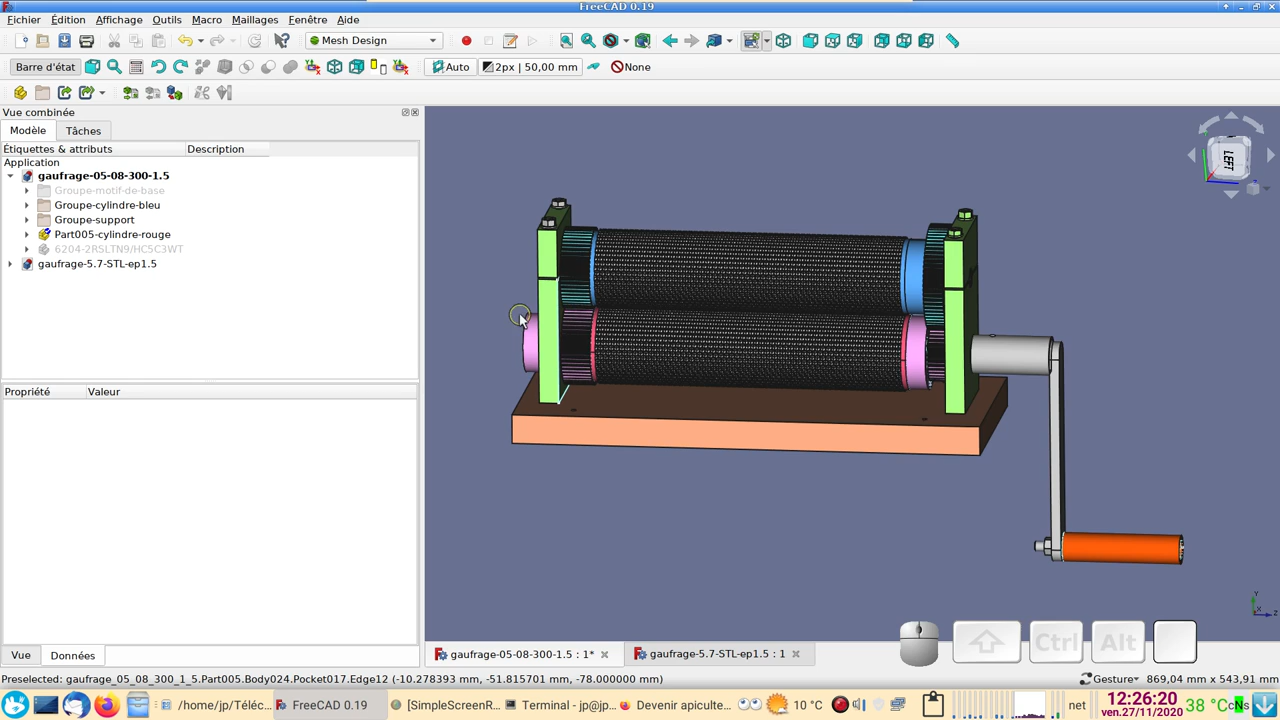 FreeCAD 0.19
Fichier Édition Affichage Outils Macro Maillages Fenêtre Aide
Mesh Design
Barre d'état Auto 2px | 50,00 mm None
Vue combinée
Modèle Tâches
Étiquettes & attributs Description
Application
gaufrage-05-08-300-1.5
Groupe-motif-de-base
Groupe-cylindre-bleu
Groupe-support
Part005-cylindre-rouge
6204-2RSLTN9/HC5C3WT
gaufrage-5.7-STL-ep1.5
LEFT
Propriété Valeur
Y
X
Z
Ctrl Alt
Vue Données
gaufrage-05-08-300-1.5 : 1* gaufrage-5.7-STL-ep1.5 : 1
Preselected: gaufrage_05_08_300_1_5.Part005.Body024.Pocket017.Edge12 (-10.278393 mm, -51.815701 mm, -78.000000 mm) Gesture 869,04 mm x 543,91 mm
/home/jp/Téléc... FreeCAD 0.19 [SimpleScreenR... Terminal - jp@jp... Devenir apiculte... 10 °C net 12:26:20 38 °C
ven.27/11/2020